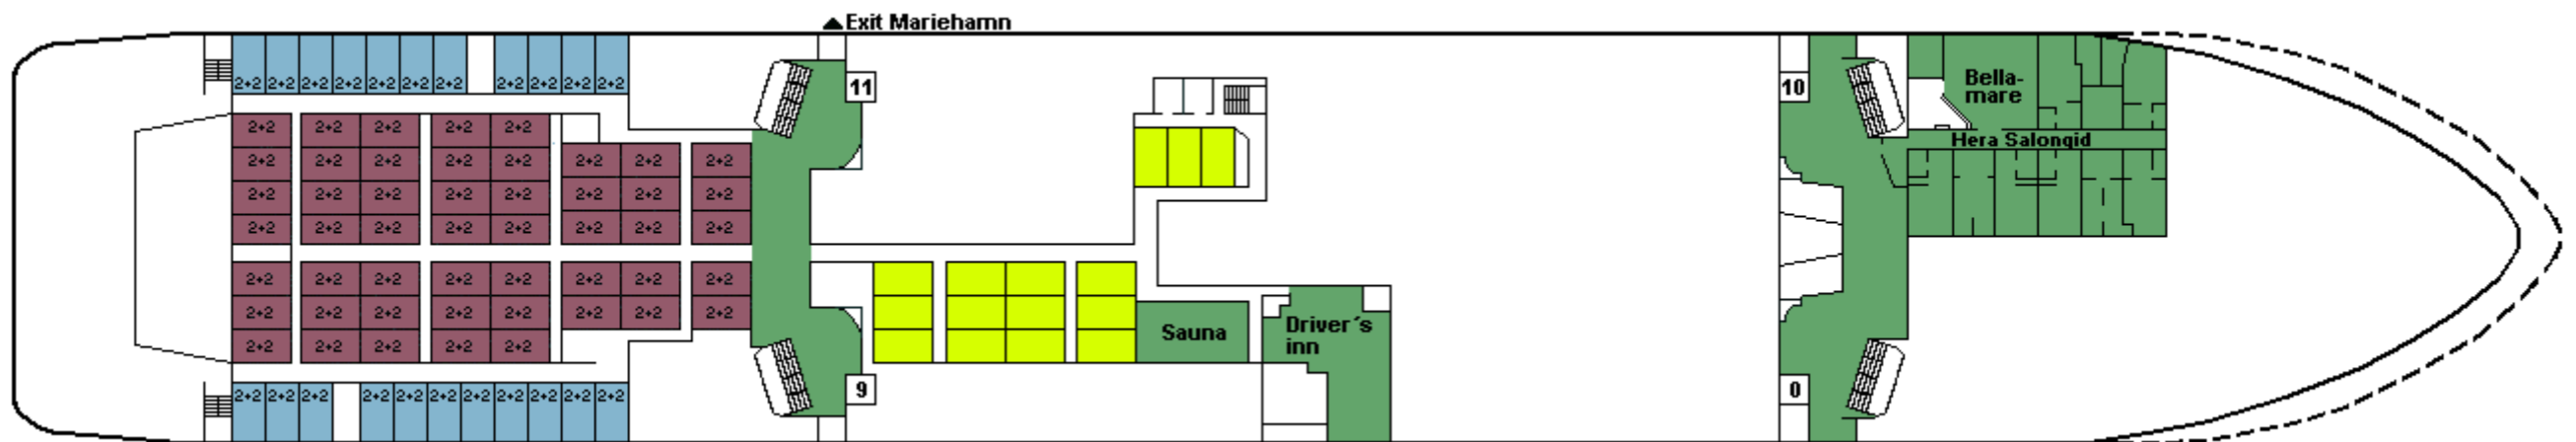 Exit Mariehamn
2+2 2+2 2+2 2+2 2+2 2+2 2+2 2+2 2+2 2+2 2+2
11
10
Bella-
mare
2+2 2+2 2+2 2+2 2+2
Hera Salongid
2+2 2+2 2+2 2+2 2+2 2+2 2+2 2+2
2+2 2+2 2+2 2+2 2+2 2+2 2+2 2+2
2+2 2+2 2+2 2+2 2+2 2+2 2+2 2+2
2+2 2+2 2+2 2+2 2+2 2+2 2+2 2+2
2+2 2+2 2+2 2+2 2+2 2+2 2+2 2+2
Sauna
Driver´s
inn
2+2 2+2 2+2 2+2 2+2
2+2 2+2 2+2 2+2 2+2 2+2 2+2 2+2 2+2 2+2 2+2
9
0